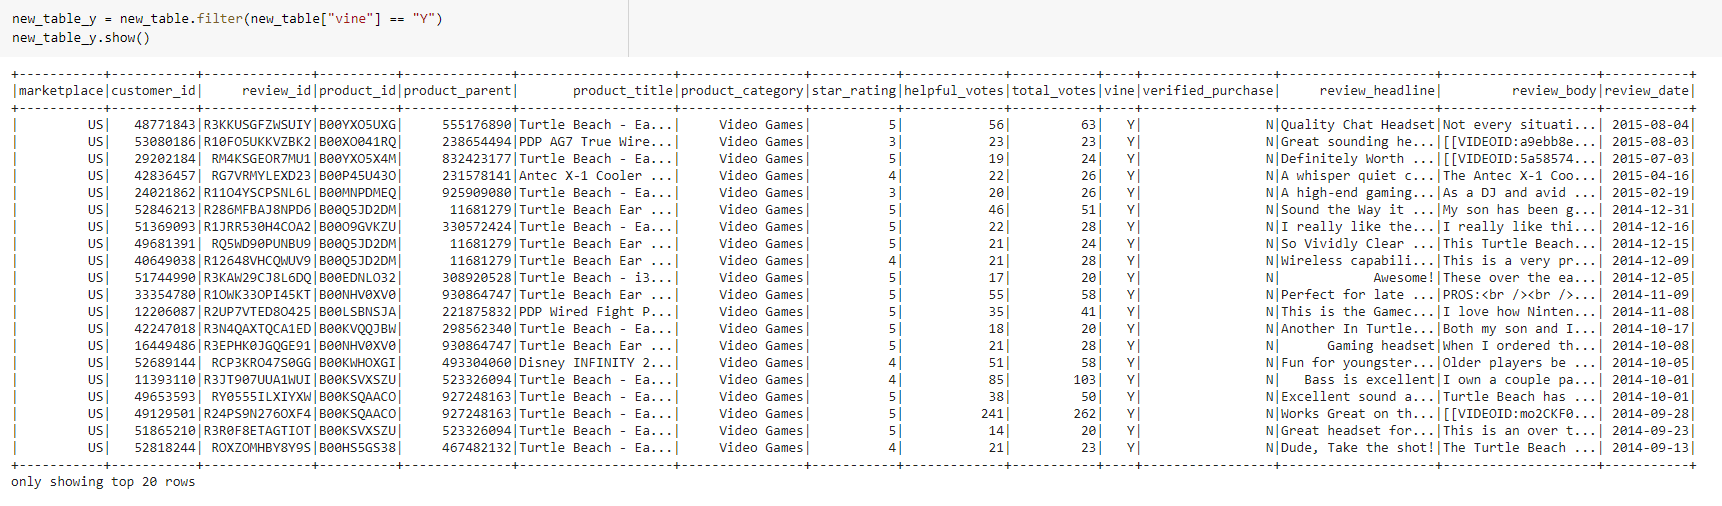 new_table_y = new_table.filter(new_table["vine"] == "Y")
new_table_y.show()
+-----------+-----------+--------------+----------+--------------+--------------------+----------------+-----------+-------------+-----------+----+-----------------+--------------------+--------------------+-----------+
|marketplace|customer_id|     review_id|product_id|product_parent|       product_title|product_category|star_rating|helpful_votes|total_votes|vine|verified_purchase|     review_headline|         review_body|review_date|
+-----------+-----------+--------------+----------+--------------+--------------------+----------------+-----------+-------------+-----------+----+-----------------+--------------------+--------------------+-----------+
|         US|   48771843|R3KKUSGFZWSUIY|B00YXO5UXG|     555176890|Turtle Beach - Ea...|     Video Games|          5|           56|         63|   Y|                N|Quality Chat Headset|Not every situati...| 2015-08-04|
|         US|   53080186|R10FO5UKKVZBK2|B00XO041RQ|     238654494|PDP AG7 True Wire...|     Video Games|          3|           23|         23|   Y|                N|Great sounding he...|[[VIDEOID:a9ebb8e...| 2015-08-03|
|         US|   29202184| RM4KSGEOR7MU1|B00YXO5X4M|     832423177|Turtle Beach - Ea...|     Video Games|          5|           19|         24|   Y|                N|Definitely Worth ...|[[VIDEOID:5a58574...| 2015-07-03|
|         US|   42836457| RG7VRMYLEXD23|B00P45U43O|     231578141|Antec X-1 Cooler ...|     Video Games|          4|           22|         26|   Y|                N|A whisper quiet c...|The Antec X-1 Coo...| 2015-04-16|
|         US|   24021862|R11O4YSCPSNL6L|B00MNPDMEQ|     925909080|Turtle Beach - Ea...|     Video Games|          3|           20|         26|   Y|                N|A high-end gaming...|As a DJ and avid ...| 2015-02-19|
|         US|   52846213|R286MFBAJ8NPD6|B00Q5JD2DM|      11681279|Turtle Beach Ear ...|     Video Games|          5|           46|         51|   Y|                N|Sound the Way it ...|My son has been g...| 2014-12-31|
|         US|   51369093|R1JRR530H4COA2|B00O9GVKZU|     330572424|Turtle Beach - Ea...|     Video Games|          5|           22|         28|   Y|                N|I really like the...|I really like thi...| 2014-12-16|
|         US|   49681391| RQ5WD90PUNBU9|B00Q5JD2DM|      11681279|Turtle Beach Ear ...|     Video Games|          5|           21|         24|   Y|                N|So Vividly Clear ...|This Turtle Beach...| 2014-12-15|
|         US|   40649038|R12648VHCQWUV9|B00Q5JD2DM|      11681279|Turtle Beach Ear ...|     Video Games|          4|           21|         28|   Y|                N|Wireless capabili...|This is a very pr...| 2014-12-09|
|         US|   51744990|R3KAW29CJ8L6DQ|B00EDNLO32|     308920528|Turtle Beach - i3...|     Video Games|          5|           17|         20|   Y|                N|            Awesome!|These over the ea...| 2014-12-05|
|         US|   33354780|R1OWK33OPI45KT|B00NHV0XV0|     930864747|Turtle Beach Ear ...|     Video Games|          5|           55|         58|   Y|                N|Perfect for late ...|PROS:<br /><br />...| 2014-11-09|
|         US|   12206087|R2UP7VTED8O425|B00LSBNSJA|     221875832|PDP Wired Fight P...|     Video Games|          5|           35|         41|   Y|                N|This is the Gamec...|I love how Ninten...| 2014-11-08|
|         US|   42247018|R3N4QAXTQCA1ED|B00KVQQJBW|     298562340|Turtle Beach - Ea...|     Video Games|          5|           18|         20|   Y|                N|Another In Turtle...|Both my son and I...| 2014-10-17|
|         US|   16449486|R3EPHK0JGQGE91|B00NHV0XV0|     930864747|Turtle Beach Ear ...|     Video Games|          5|           21|         28|   Y|                N|      Gaming headset|When I ordered th...| 2014-10-08|
|         US|   52689144| RCP3KRO47S0GG|B00KWHOXGI|     493304060|Disney INFINITY 2...|     Video Games|          4|           51|         58|   Y|                N|Fun for youngster...|Older players be ...| 2014-10-05|
|         US|   11393110|R3JT907UUA1WUI|B00KSVXSZU|     523326094|Turtle Beach - Ea...|     Video Games|          4|           85|        103|   Y|                N|   Bass is excellent|I own a couple pa...| 2014-10-01|
|         US|   49653593| RY0555ILXIYXW|B00KSQAACO|     927248163|Turtle Beach - Ea...|     Video Games|          5|           38|         50|   Y|                N|Excellent sound a...|Turtle Beach has ...| 2014-10-01|
|         US|   49129501|R24PS9N276OXF4|B00KSQAACO|     927248163|Turtle Beach - Ea...|     Video Games|          5|          241|        262|   Y|                N|Works Great on th...|[[VIDEOID:mo2CKF0...| 2014-09-28|
|         US|   51865210|R3R0F8ETAGTIOT|B00KSVXSZU|     523326094|Turtle Beach - Ea...|     Video Games|          5|           14|         20|   Y|                N|Great headset for...|This is an over t...| 2014-09-23|
|         US|   52818244| ROXZOMHBY8Y9S|B00HS5GS38|     467482132|Turtle Beach - Ea...|     Video Games|          4|           21|         23|   Y|                N|Dude, Take the shot!|The Turtle Beach ...| 2014-09-13|
+-----------+-----------+--------------+----------+--------------+--------------------+----------------+-----------+-------------+-----------+----+-----------------+--------------------+--------------------+-----------+
only showing top 20 rows